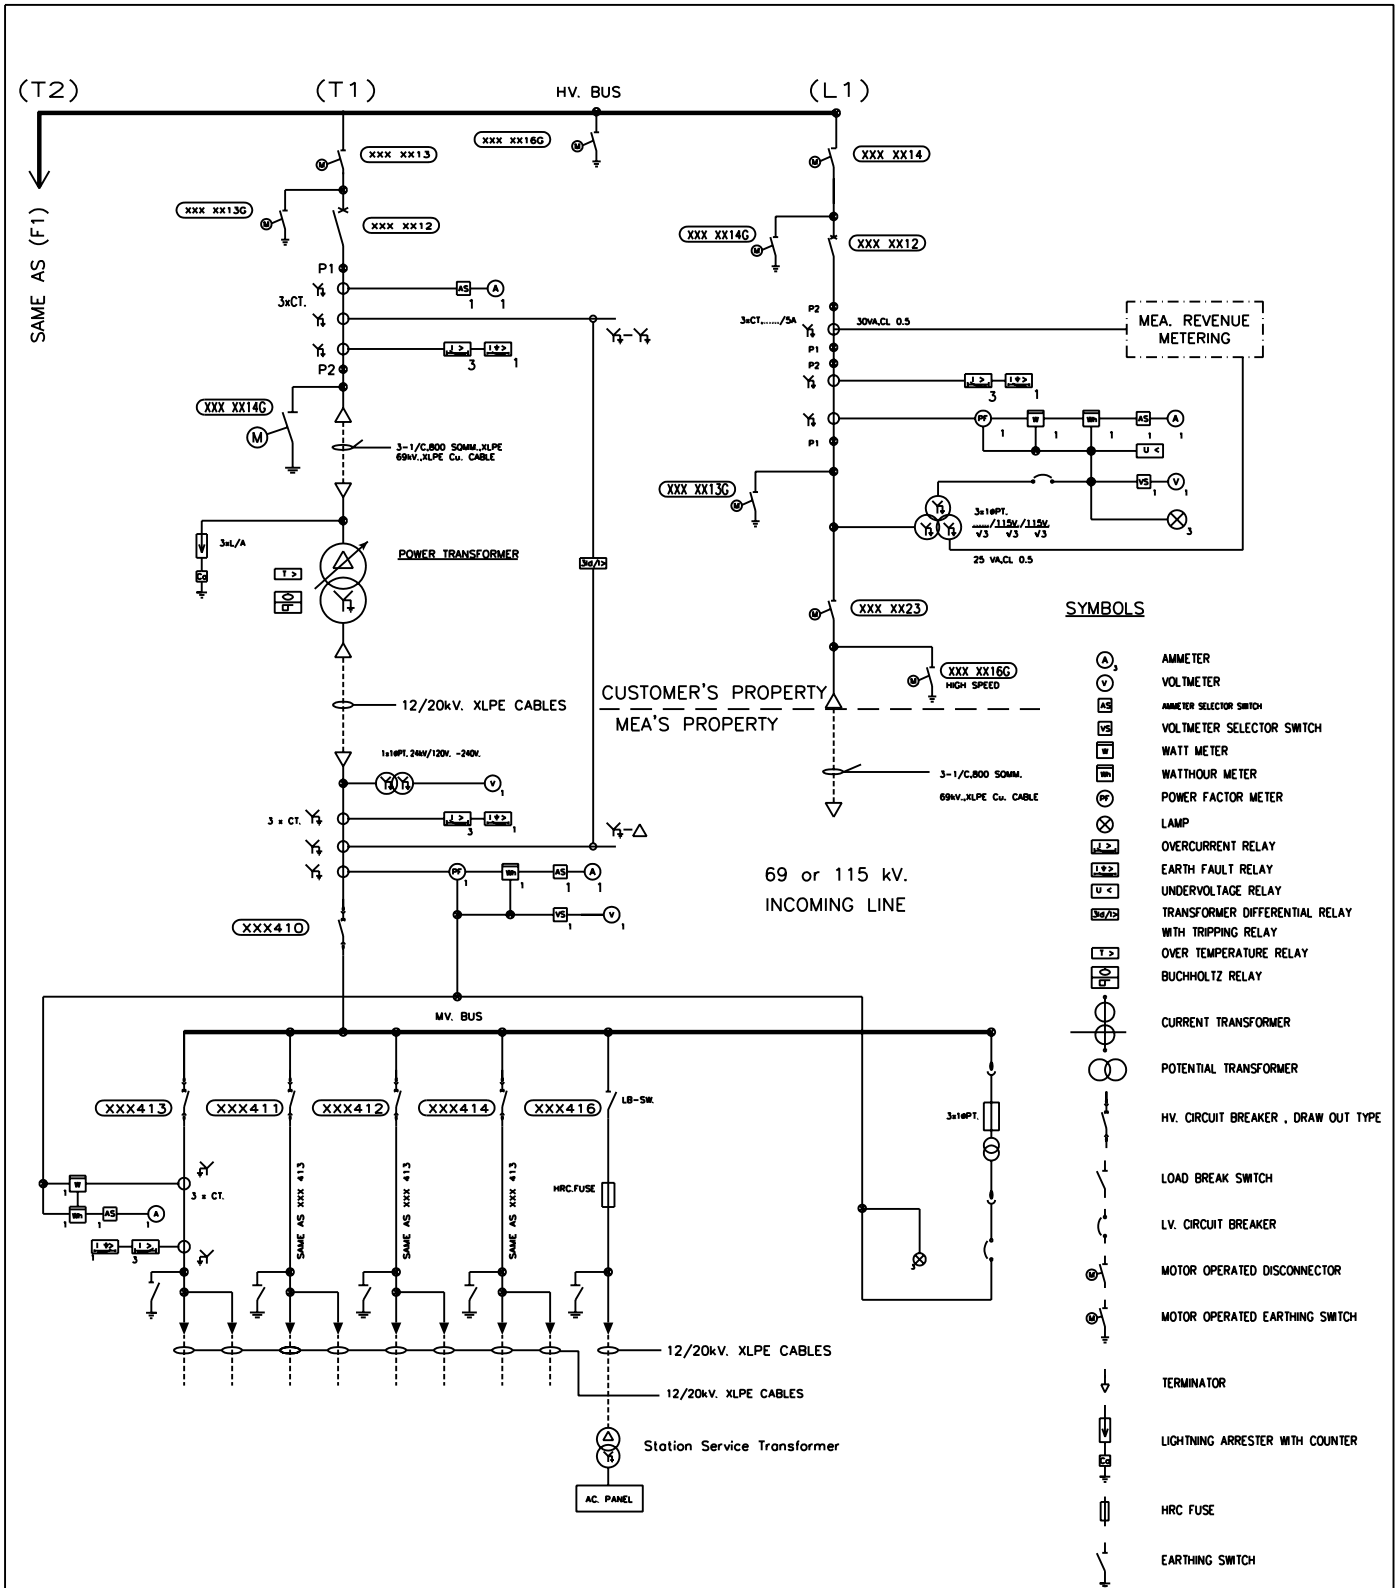 (T2)
(T1)
HV. BUS
(L1)
SAME AS (F1)
XXX XX13
XXX XX16G
XXX XX14
M
M
M
XXX XX13G
M
XXX XX12
XXX XX14G
M
XXX XX12
P1
3xCT.
AS
A
1
1
P2
3xCT,....../5A
30VA,CL 0.5
MEA. REVENUE
METERING
P1
P2
I >
3
1
P2
I >
3
1
XXX XX14G
M
3-1/C,800 SQMM.,XLPE
69kV.,XLPE Cu. CABLE
PF
1
W
1
Wh
1
AS
1
A
1
P1
U <
XXX XX13G
M
VS
1
V
1
3x1øPT.
....../115V./115V.
√3 √3 √3
3
25 VA,CL 0.5
3xL/A
Co
POWER TRANSFORMER
T >
3Id/I>
XXX XX23
M
SYMBOLS
XXX XX16G
M
HIGH SPEED
CUSTOMER'S PROPERTY
MEA'S PROPERTY
12/20kV. XLPE CABLES
1x1øPT. 24kV/120V. -240V.
V
1
3-1/C,800 SQMM.
69kV.,XLPE Cu. CABLE
3 x CT.
I >
3
1
PF
1
Wh
1
AS
1
A
1
VS
1
V
1
69 or 115 kV.
INCOMING LINE
XXX410
MV. BUS
XXX413
XXX411
XXX412
XXX414
XXX416
LB-SW.
3x1øPT.
W
1
3 x CT.
Wh
1
AS
1
A
1
I >
3
SAME AS XXX 413
SAME AS XXX 413
SAME AS XXX 413
HRC.FUSE
3
12/20kV. XLPE CABLES
12/20kV. XLPE CABLES
Station Service Transformer
AC. PANEL
A
3
AMMETER
V
VOLTMETER
AS
AMMETER SELECTOR SWITCH
VS
VOLTMETER SELECTOR SWITCH
W
WATT METER
Wh
WATTHOUR METER
PF
POWER FACTOR METER
LAMP
I >
OVERCURRENT RELAY
EARTH FAULT RELAY
U <
UNDERVOLTAGE RELAY
3Id/I>
TRANSFORMER DIFFERENTIAL RELAY
WITH TRIPPING RELAY
T >
OVER TEMPERATURE RELAY
BUCHHOLTZ RELAY
CURRENT TRANSFORMER
POTENTIAL TRANSFORMER
HV. CIRCUIT BREAKER , DRAW OUT TYPE
LOAD BREAK SWITCH
LV. CIRCUIT BREAKER
M
MOTOR OPERATED DISCONNECTOR
M
MOTOR OPERATED EARTHING SWITCH
TERMINATOR
Co
LIGHTNING ARRESTER WITH COUNTER
HRC FUSE
EARTHING SWITCH